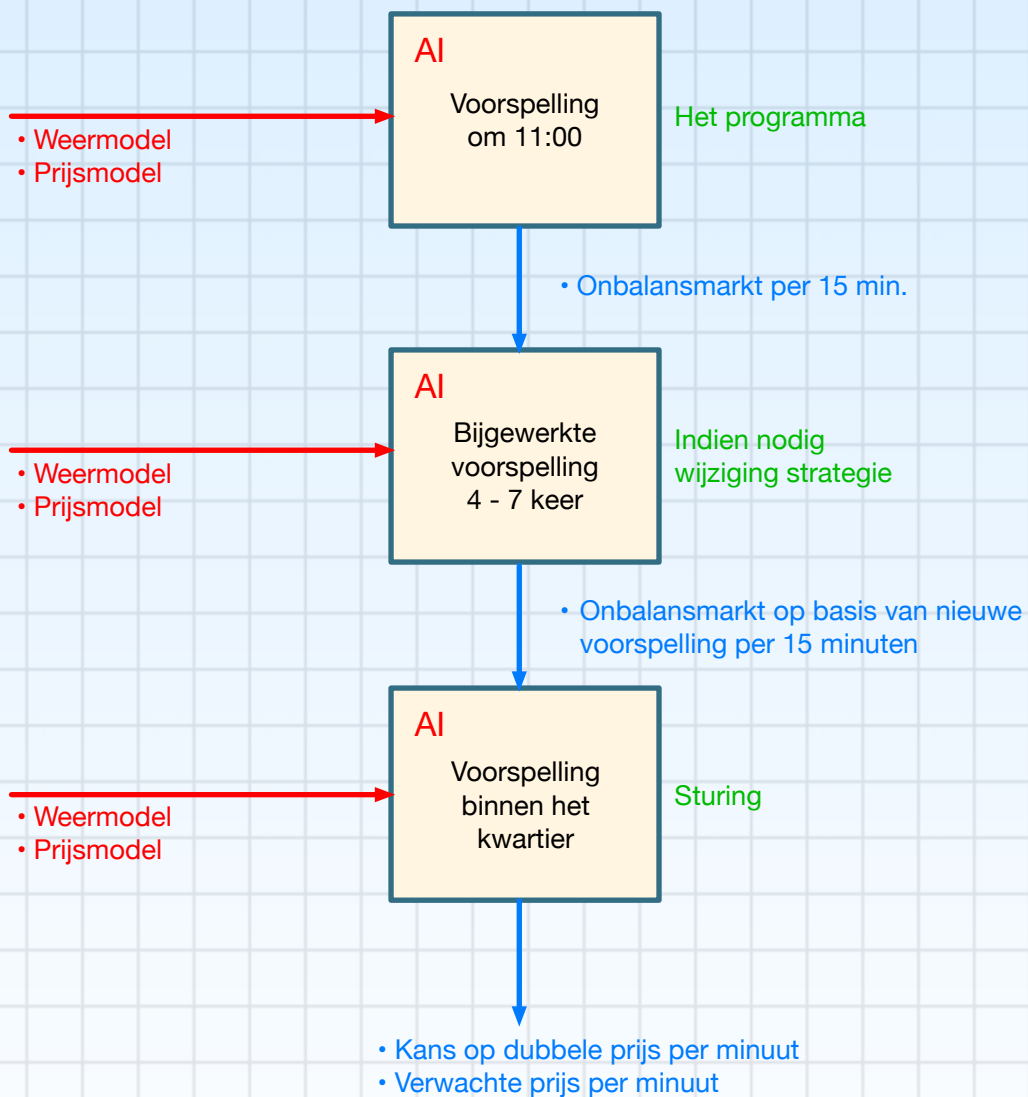 AI
Voorspelling
om 11:00
Het programma
• Weermodel
• Prijsmodel
• Onbalansmarkt per 15 min.
AI
Bijgewerkte
voorspelling
4 - 7 keer
Indien nodig
wijziging strategie
• Weermodel
• Prijsmodel
• Onbalansmarkt op basis van nieuwe
voorspelling per 15 minuten
AI
Voorspelling
binnen het
kwartier
Sturing
• Weermodel
• Prijsmodel
• Kans op dubbele prijs per minuut
• Verwachte prijs per minuut